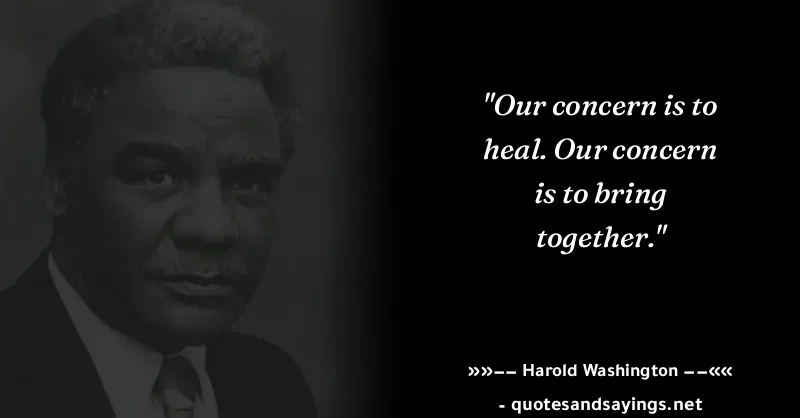 "Our concern is to
heal. Our concern
is to bring
together."
»»−− Harold Washington −−««
- quotesandsayings.net